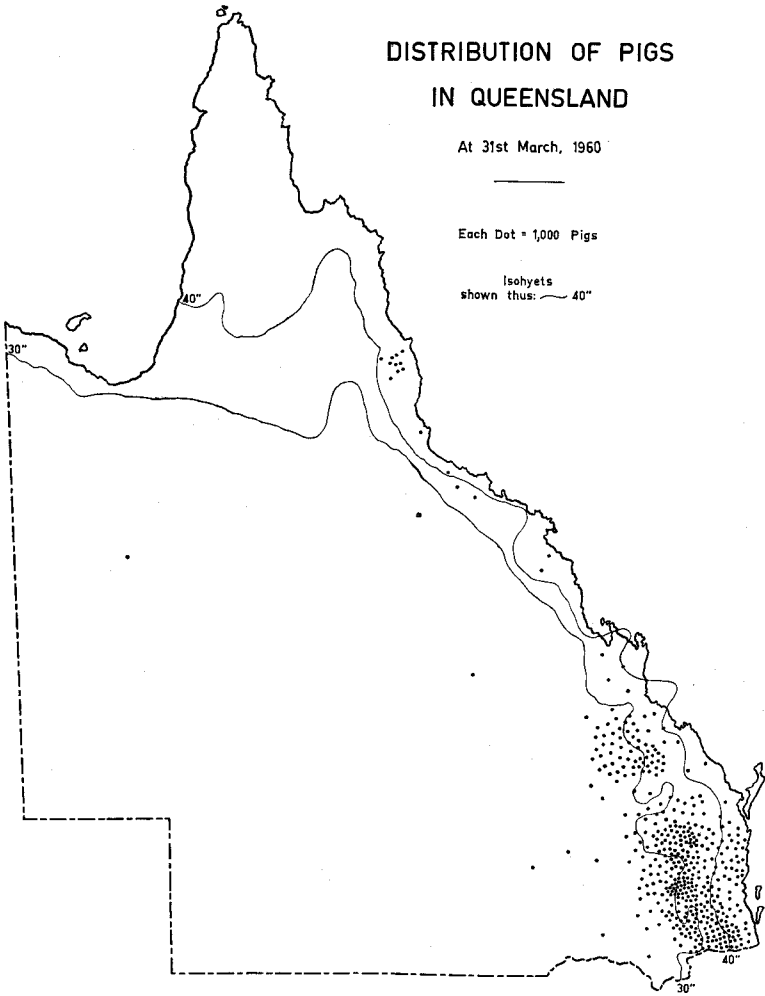 DISTRIBUTION OF PIGS
IN QUEENSLAND
At 31st March, 1960
Each Dot = 1,000 Pigs
Isohyets
shown thus: 40"
40"
30"
40"
30"